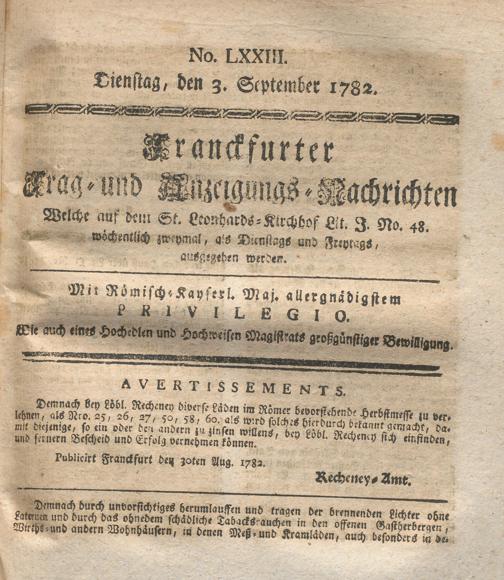 No. LXXIII.
Dienstag, den 3. September 1782.
Franckfurter
Frag- und Anzeigungs-Nachrichten
Welche auf dem St. Leonhards-Kirchhof Lit. J. No. 48.
wöchentlich zweymal, als Dienstags und Freytags,
ausgegeben werden.
Mit Römisch-Kayserl. Maj. allergnädigstem
PRIVILEGIO.
Wie auch eines Hochedlen und Hochweisen Magistrats großgünstiger Bewilligung.
AVERTISSEMENTS.
Demnach bey Löbl. Recheney diverse Läden im Römer bevorstehende Herbstmesse zu ver-
lehnen, als Nro. 25, 26, 27, 50, 58, 60. als wird solches hierdurch bekannt gemacht, da-
mit diejenige, so ein oder den andern zu zinsen willens, bey Löbl. Recheney sich einfinden,
und fernern Bescheid und Erfolg vernehmen können.
Publicirt Franckfurt den 30ten Aug. 1782.
Recheney-Amt.
Demnach durch unvorsichtiges herumlauffen und tragen der brennenden Lichter ohne
Laternen und durch das ohnedem schädliche Tabacksrauchen in den offenen Gastherbergen,
Wirths- und andern Wohnhäusern, in denen Meß- und Kramläden, auch besonders in de-